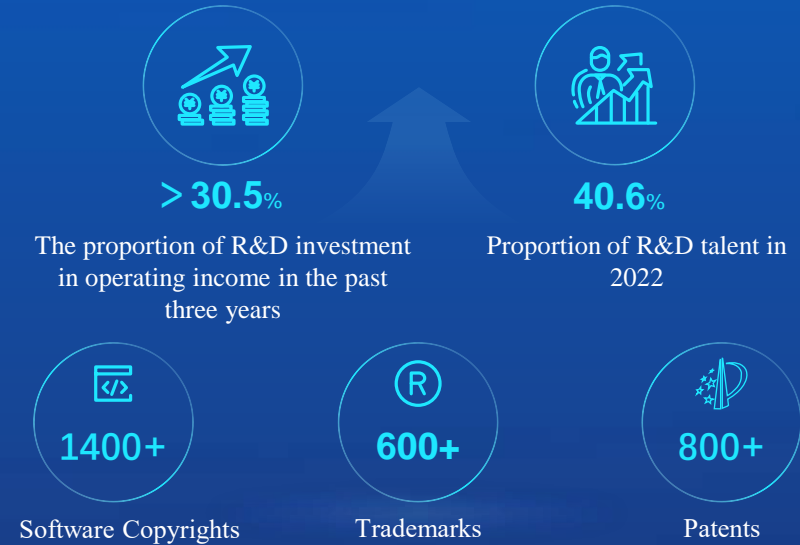 > 30.5%
40.6%
The proportion of R&D investment
in operating income in the past
three years
Proportion of R&D talent in
2022
</>
R
1400+
600+
800+
Software Copyrights
Trademarks
Patents